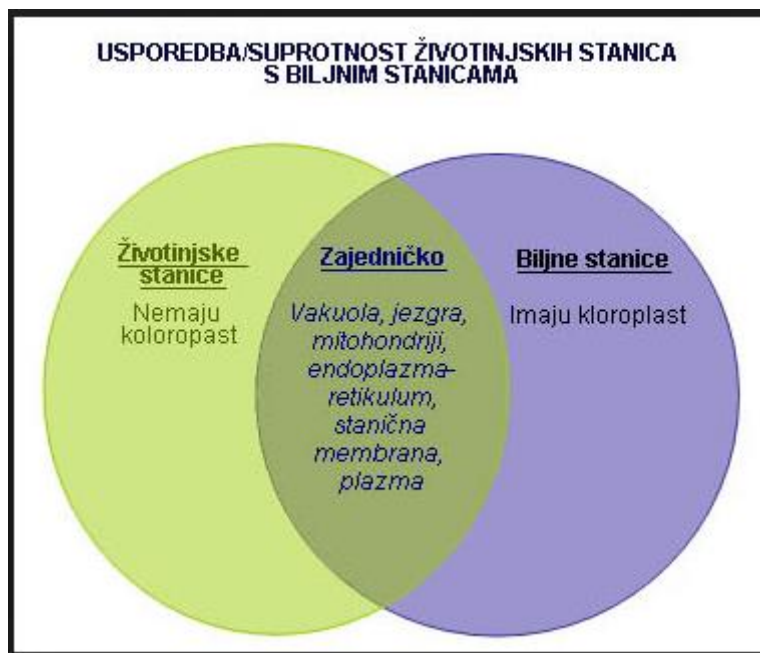 USPOREDBA/SUPROTNOST ŽIVOTINJSKIH STANICA
S BILJNIM STANICAMA
Životinjske
stanice
Nemaju
koloropast
Zajedničko
Vakuola, jezgra,
mitohondriji,
endoplazma-
retikulum,
stanična
membrana,
plazma
Biljne stanice
Imaju kloroplast